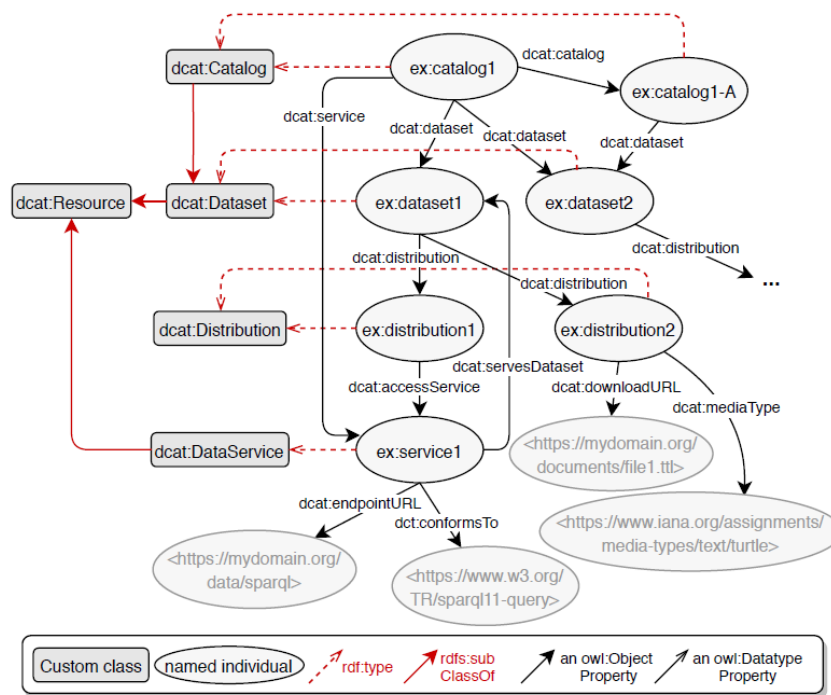 dcat:Catalog
ex:catalog1
dcat:catalog
ex:catalog1-A
dcat:service
dcat:dataset
dcat:dataset
dcat:dataset
dcat:Resource
dcat:Dataset
ex:dataset1
ex:dataset2
dcat:distribution
dcat:distribution
dcat:distribution
...
dcat:Distribution
ex:distribution1
ex:distribution2
dcat:servesDataset
dcat:accessService
dcat:downloadURL
dcat:mediaType
dcat:DataService
ex:service1
<https://mydomain.org/
documents/file1.ttl>
dcat:endpointURL
dct:conformsTo
<https://www.iana.org/assignments/
media-types/text/turtle>
<https://mydomain.org/
data/sparql>
<https://www.w3.org/
TR/sparql11-query>
Custom class
named individual
rdf:type
rdfs:sub
ClassOf
an owl:Object
Property
an owl:Datatype
Property